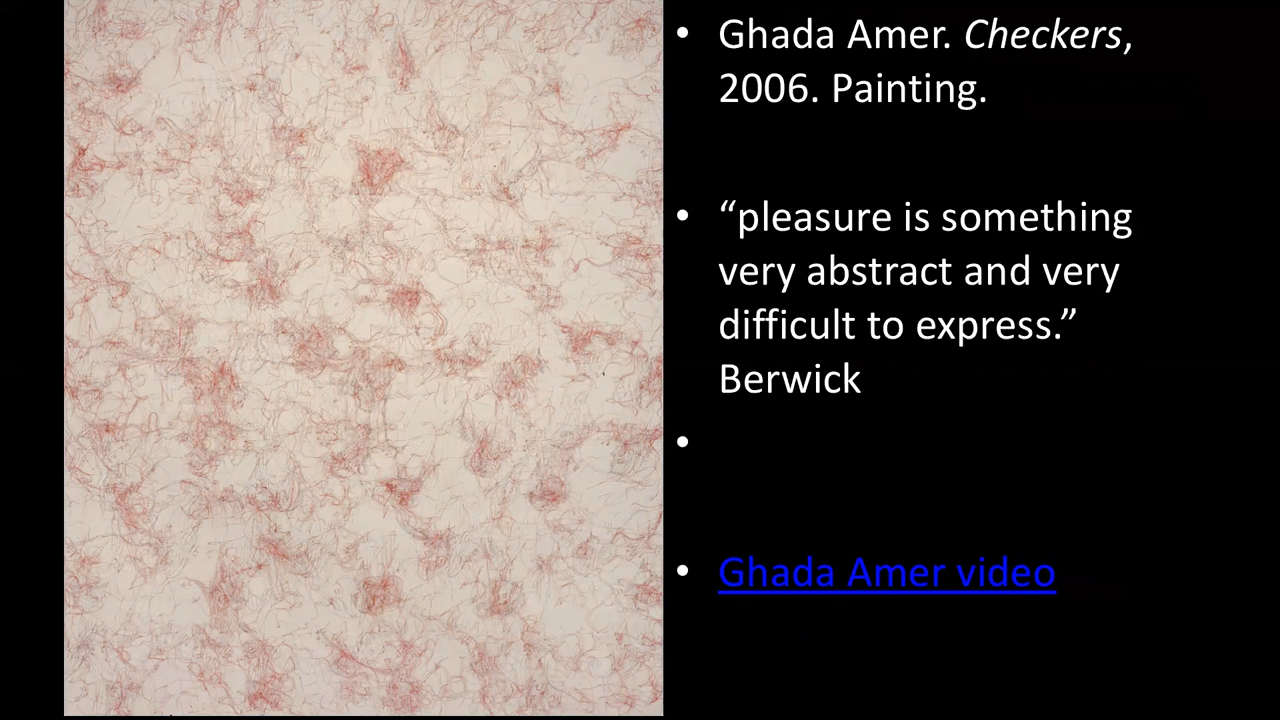 Ghada Amer. Checkers,
2006. Painting.
“pleasure is something
very abstract and very
difficult to express.”
Berwick
Ghada Amer video